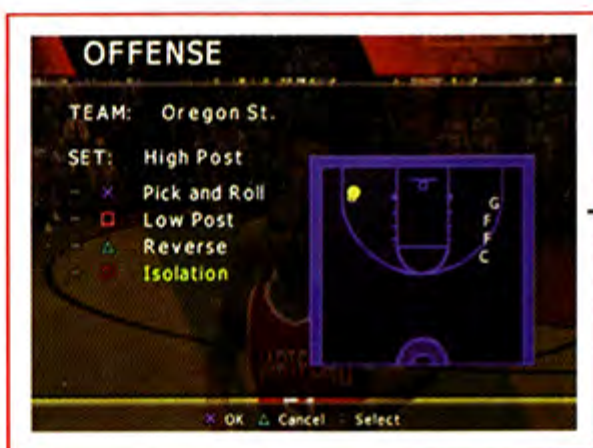 OFFENSE
TEAM: Oregon St.
SET: High Post
Pick and Roll
Low Post
Reverse
Isolation
G
F
F
C
OK Cancel Select